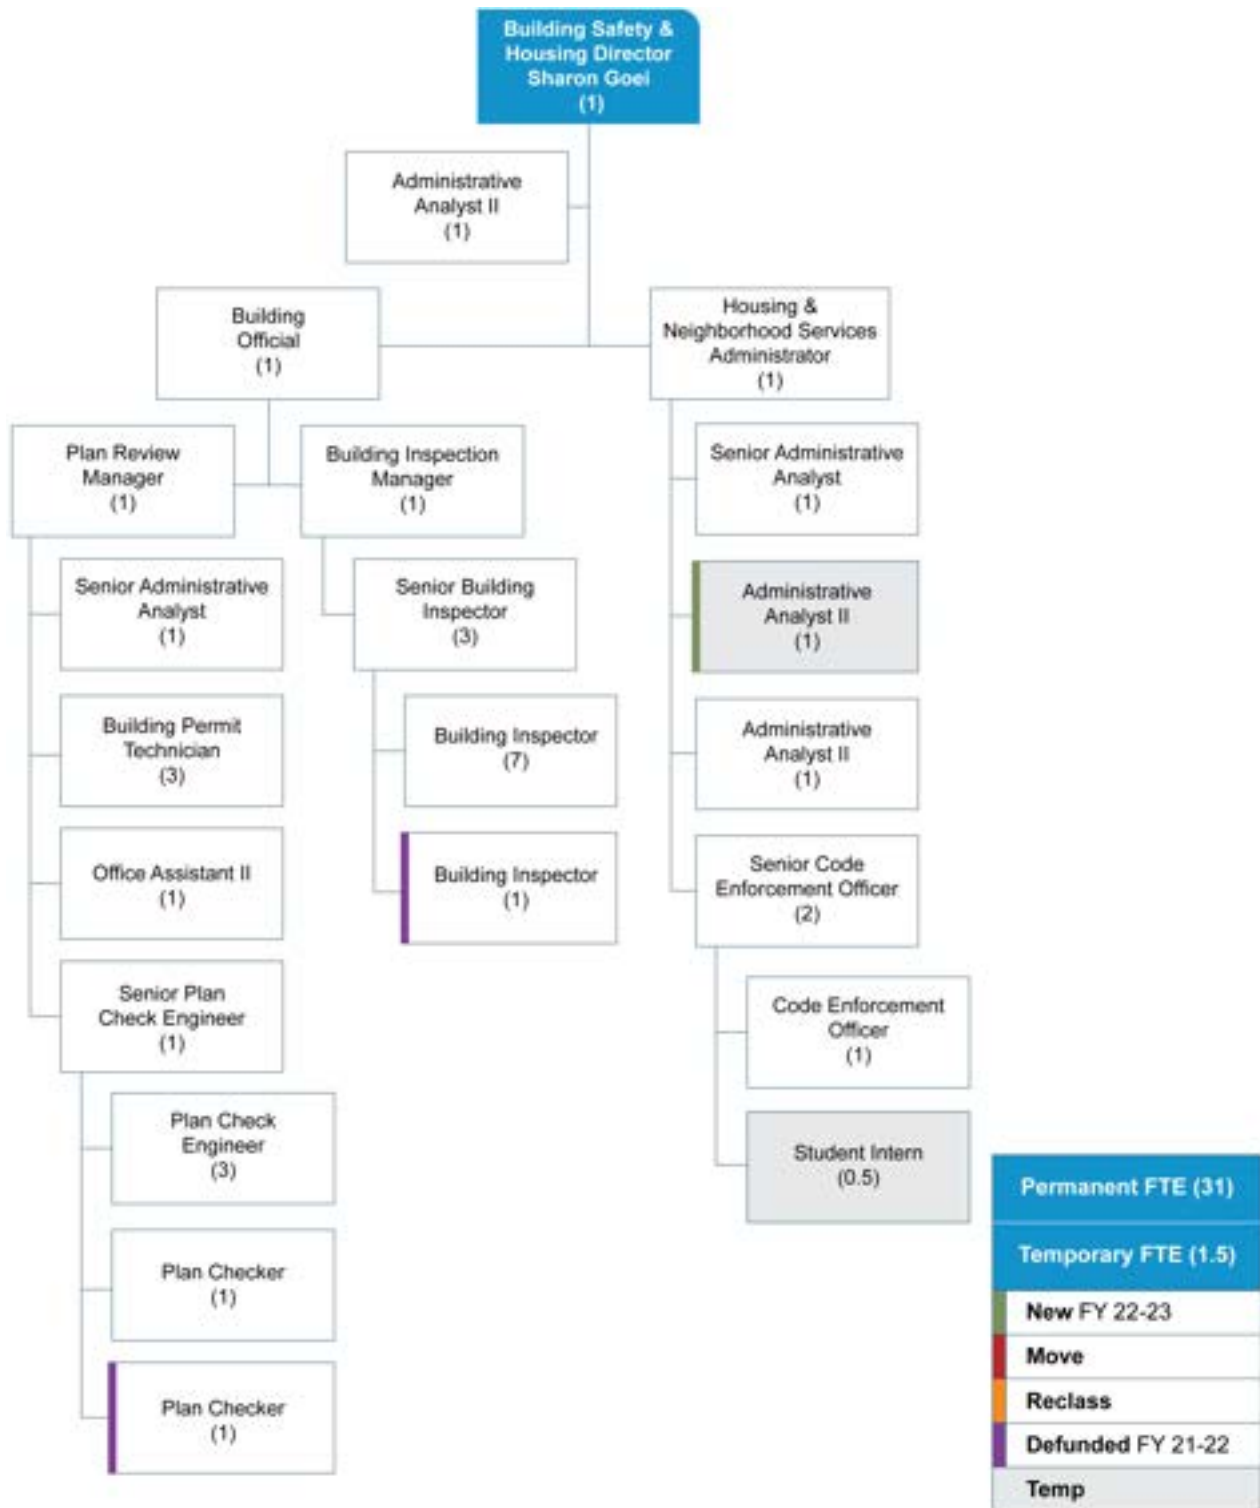 Building Safety &
Housing Director
Sharon Goei
(1)
Administrative
Analyst II
(1)
Building
Official
(1)
Housing &
Neighborhood Services
Administrator
(1)
Plan Review
Manager
(1)
Building Inspection
Manager
(1)
Senior Administrative
Analyst
(1)
Building Permit
Technician
(3)
Office Assistant II
(1)
Senior Plan
Check Engineer
(1)
Plan Check
Engineer
(3)
Plan Checker
(1)
Plan Checker
(1)
Senior Building
Inspector
(3)
Building Inspector
(7)
Building Inspector
(1)
Senior Administrative
Analyst
(1)
Administrative
Analyst II
(1)
Administrative
Analyst II
(1)
Senior Code
Enforcement Officer
(2)
Code Enforcement
Officer
(1)
Student Intern
(0.5)
Permanent FTE (31)
Temporary FTE (1.5)
New FY 22-23
Move
Reclass
Defunded FY 21-22
Temp